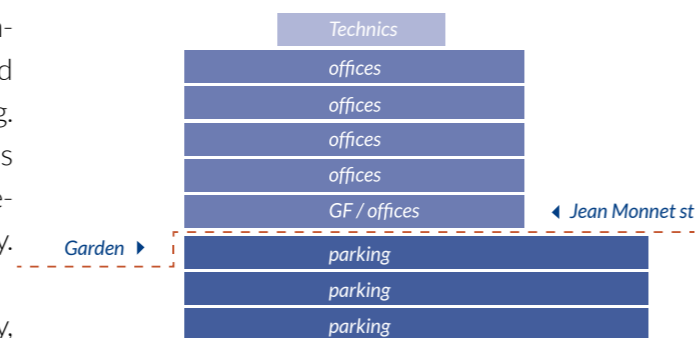 Technics
offices
offices
offices
offices
GF / offices
◀ Jean Monnet st
Garden ▶
parking
parking
parking